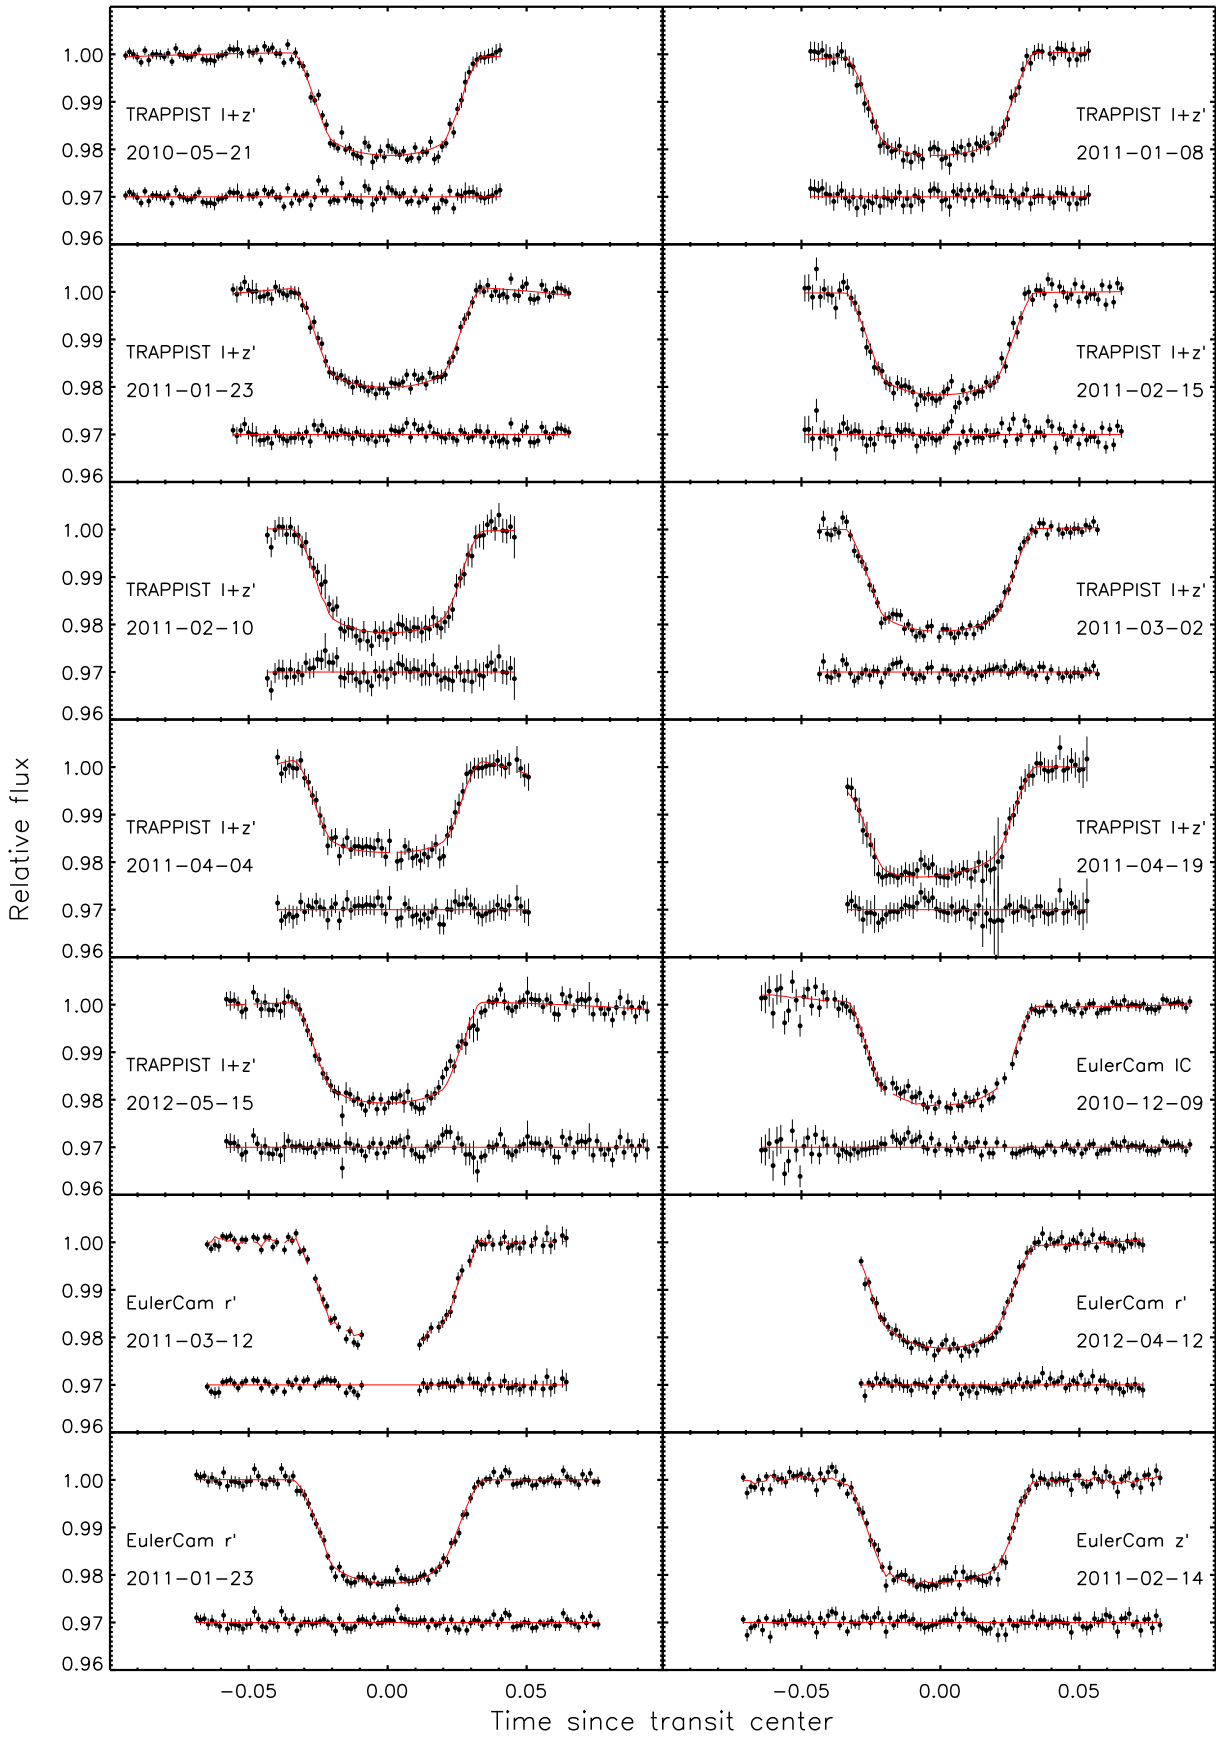 1.00
0.99
TRAPPIST I+z'
TRAPPIST I+z'
0.98
2010-05-21
2011-01-08
0.97
0.96
1.00
0.99
TRAPPIST I+z'
TRAPPIST I+z'
0.98
2011-01-23
2011-02-15
0.97
0.96
1.00
0.99
TRAPPIST I+z'
TRAPPIST I+z'
0.98
2011-02-10
2011-03-02
0.97
0.96
1.00
0.99
TRAPPIST I+z'
TRAPPIST I+z'
0.98
2011-04-04
2011-04-19
0.97
0.96
Relative flux
1.00
0.99
TRAPPIST I+z'
EulerCam IC
0.98
2012-05-15
2010-12-09
0.97
0.96
1.00
0.99
EulerCam r'
EulerCam r'
0.98
2011-03-12
2012-04-12
0.97
0.96
1.00
0.99
EulerCam r'
EulerCam z'
0.98
2011-01-23
2011-02-14
0.97
0.96
-0.05 0.00 0.05 -0.05 0.00 0.05
Time since transit center